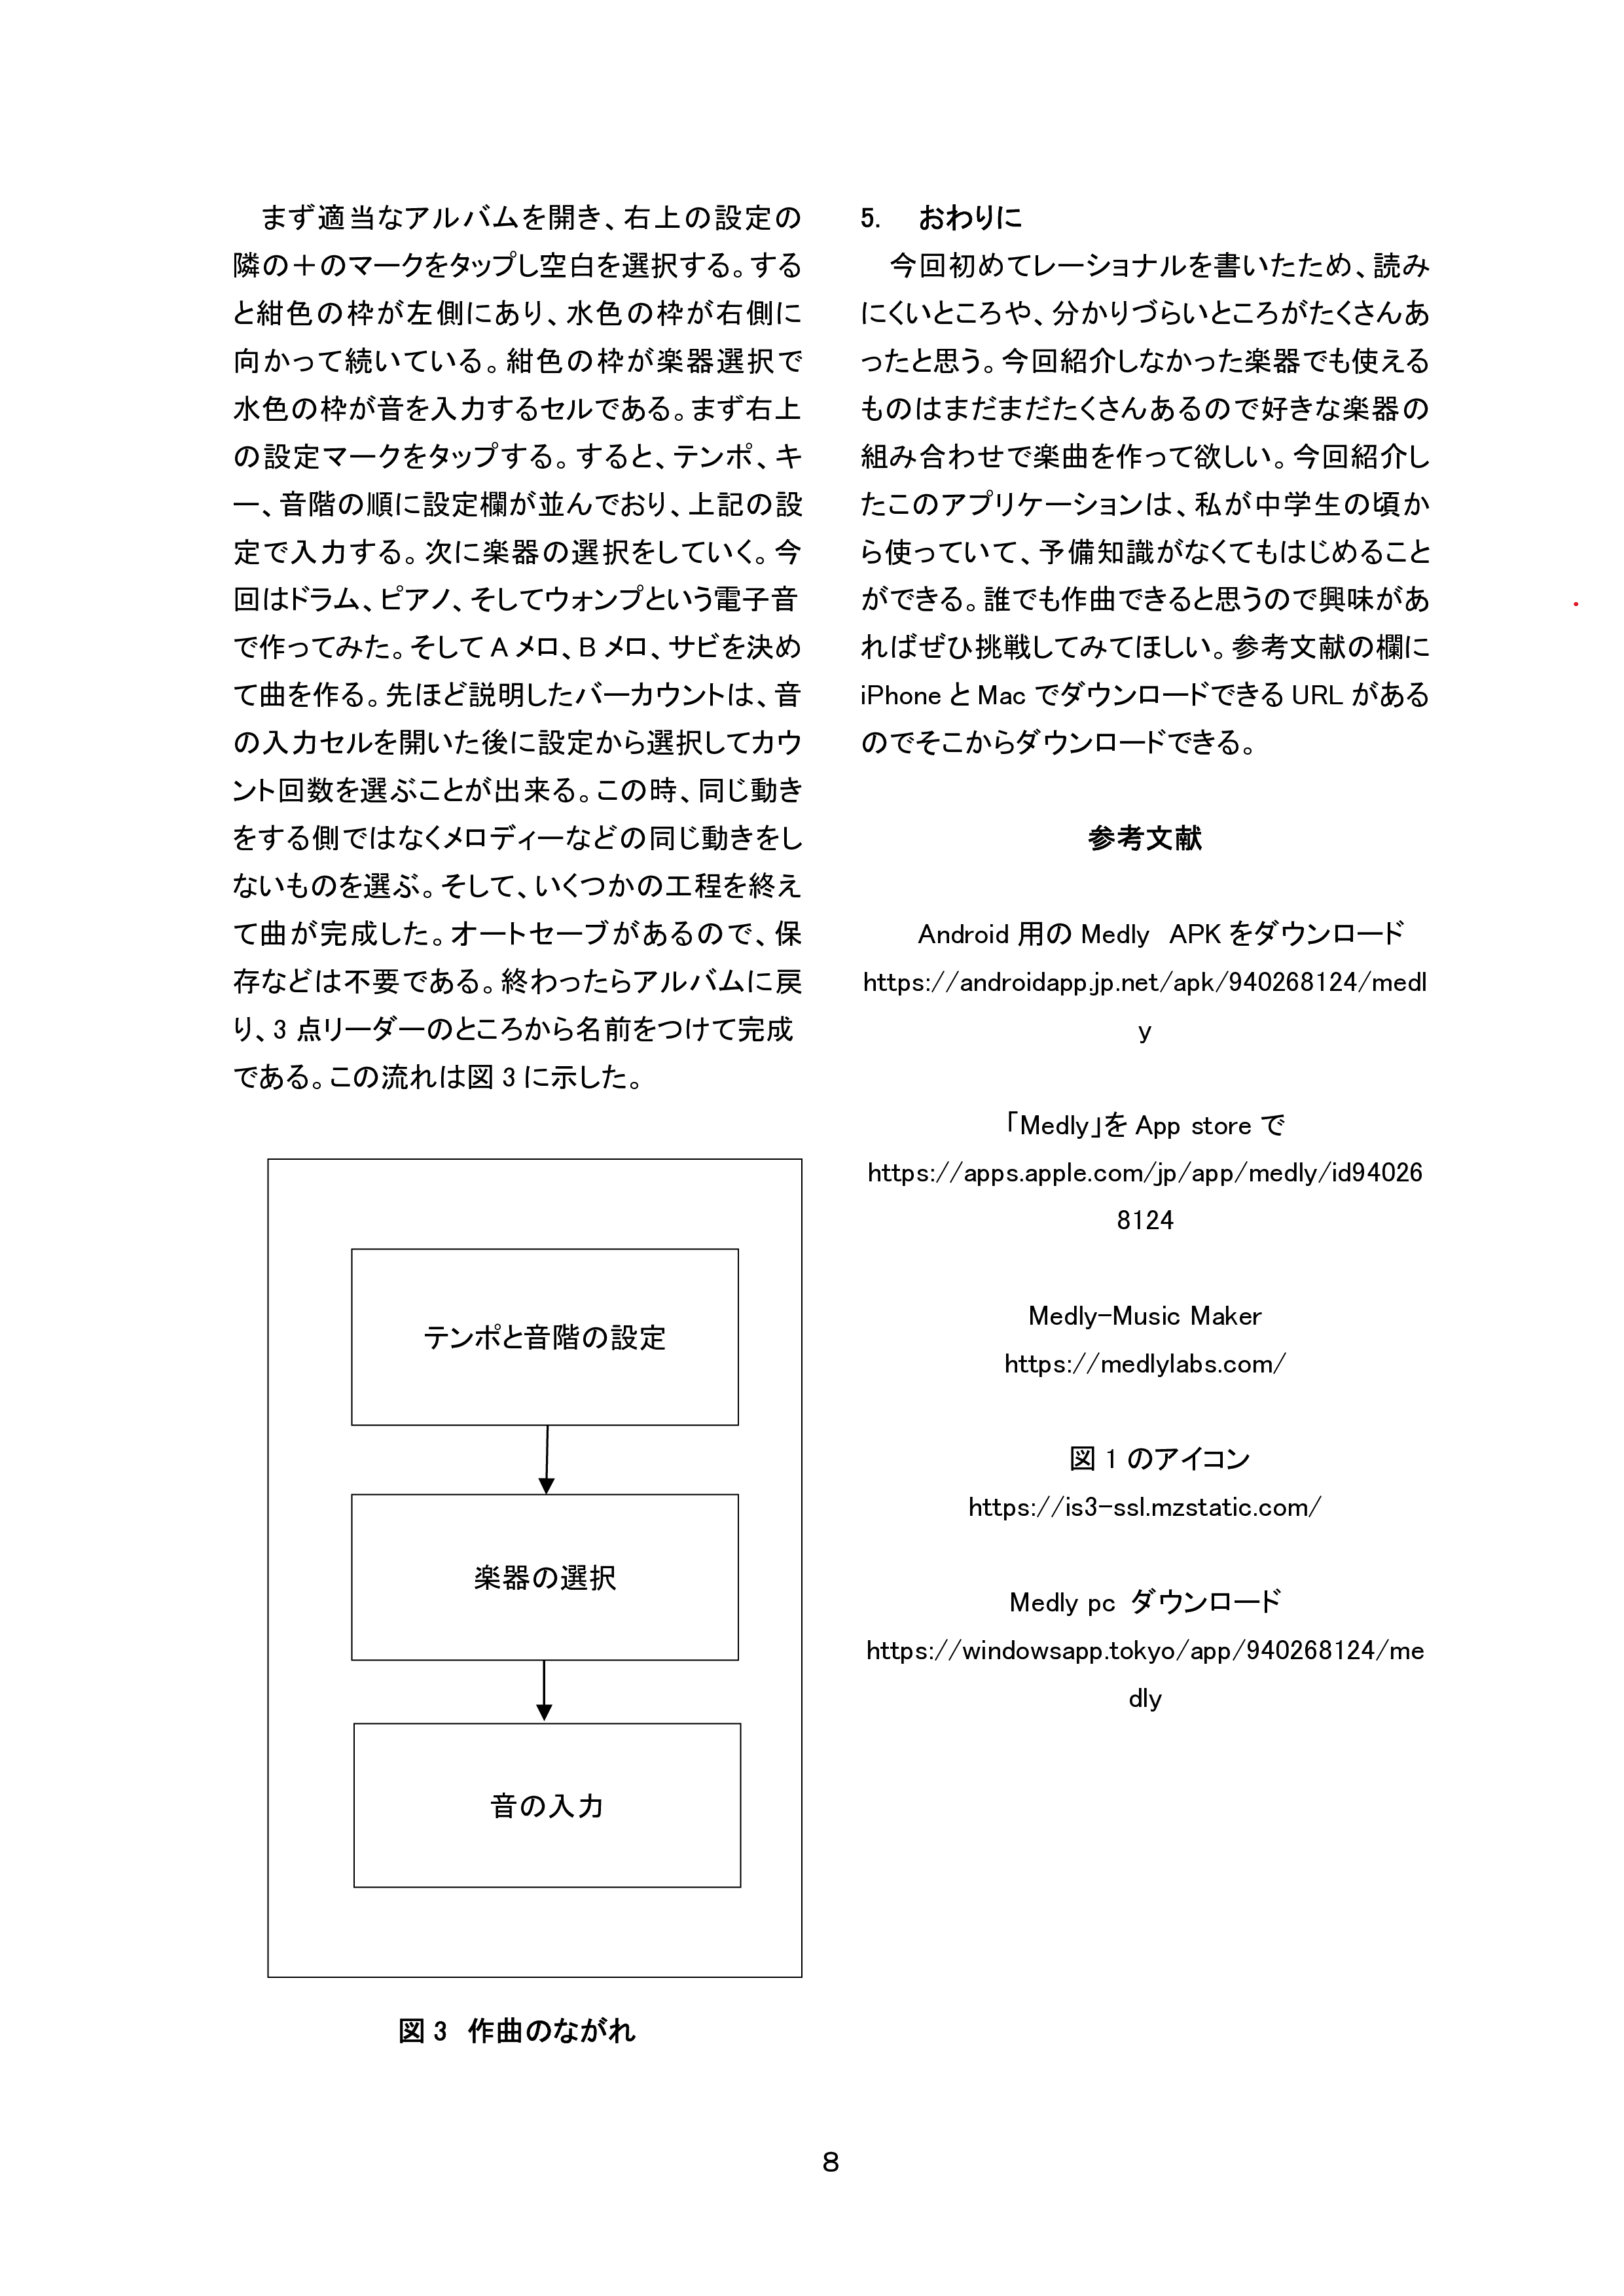 まず適当なアルバムを開き、右上の設定の
隣の＋のマークをタップし空白を選択する。する
と紺色の枠が左側にあり、水色の枠が右側に
向かって続いている。紺色の枠が楽器選択で
水色の枠が音を入力するセルである。まず右上
の設定マークをタップする。すると、テンポ、キ
ー、音階の順に設定欄が並んでおり、上記の設
定で入力する。次に楽器の選択をしていく。今
回はドラム、ピアノ、そしてウォンプという電子音
で作ってみた。そして A メロ、B メロ、サビを決め
て曲を作る。先ほど説明したバーカウントは、音
の入力セルを開いた後に設定から選択してカウ
ント回数を選ぶことが出来る。この時、同じ動き
をする側ではなくメロディーなどの同じ動きをし
ないものを選ぶ。そして、いくつかの工程を終え
て曲が完成した。オートセーブがあるので、保
存などは不要である。終わったらアルバムに戻
り、3 点リーダーのところから名前をつけて完成
である。この流れは図 3 に示した。
テンポと音階の設定
楽器の選択
音の入力
図 3 作曲のながれ
5. おわりに
今回初めてレーショナルを書いたため、読み
にくいところや、分かりづらいところがたくさんあ
ったと思う。今回紹介しなかった楽器でも使える
ものはまだまだたくさんあるので好きな楽器の
組み合わせで楽曲を作って欲しい。今回紹介し
たこのアプリケーションは、私が中学生の頃か
ら使っていて、予備知識がなくてもはじめること
ができる。誰でも作曲できると思うので興味があ
ればぜひ挑戦してみてほしい。参考文献の欄に
iPhone と Mac でダウンロードできる URL がある
のでそこからダウンロードできる。
参考文献
Android 用の Medly APK をダウンロード
https://androidapp.jp.net/apk/940268124/medl
y
「Medly」を App store で
https://apps.apple.com/jp/app/medly/id94026
8124
Medly-Music Maker
https://medlylabs.com/
図 1 のアイコン
https://is3-ssl.mzstatic.com/
Medly pc ダウンロード
https://windowsapp.tokyo/app/940268124/me
dly
8